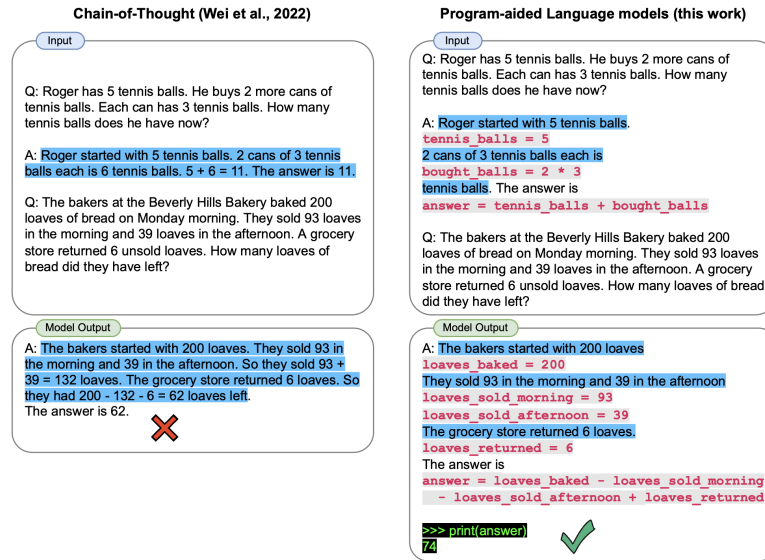 Chain-of-Thought (Wei et al., 2022)
Input
Q: Roger has 5 tennis balls. He buys 2 more cans of
tennis balls. Each can has 3 tennis balls. How many
tennis balls does he have now?
A: Roger started with 5 tennis balls. 2 cans of 3 tennis
balls each is 6 tennis balls. 5 + 6 = 11. The answer is 11.
Q: The bakers at the Beverly Hills Bakery baked 200
loaves of bread on Monday morning. They sold 93 loaves
in the morning and 39 loaves in the afternoon. A grocery
store returned 6 unsold loaves. How many loaves of
bread did they have left?
Model Output
A: The bakers started with 200 loaves. They sold 93 in
the morning and 39 in the afternoon. So they sold 93 +
39 = 132 loaves. The grocery store returned 6 loaves. So
they had 200 - 132 - 6 = 62 loaves left.
The answer is 62.
Program-aided Language models (this work)
Input
Q: Roger has 5 tennis balls. He buys 2 more cans of
tennis balls. Each can has 3 tennis balls. How many
tennis balls does he have now?
A: Roger started with 5 tennis balls.
tennis_balls = 5
2 cans of 3 tennis balls each is
bought_balls = 2 * 3
tennis balls. The answer is
answer = tennis_balls + bought_balls
Q: The bakers at the Beverly Hills Bakery baked 200
loaves of bread on Monday morning. They sold 93 loaves
in the morning and 39 loaves in the afternoon. A grocery
store returned 6 unsold loaves. How many loaves of bread
did they have left?
Model Output
A: The bakers started with 200 loaves
loaves_baked = 200
They sold 93 in the morning and 39 in the afternoon
loaves_sold_morning = 93
loaves_sold_afternoon = 39
The grocery store returned 6 loaves.
loaves_returned = 6
The answer is
answer = loaves_baked - loaves_sold_morning
- loaves_sold_afternoon + loaves_returned
>>> print(answer)
74